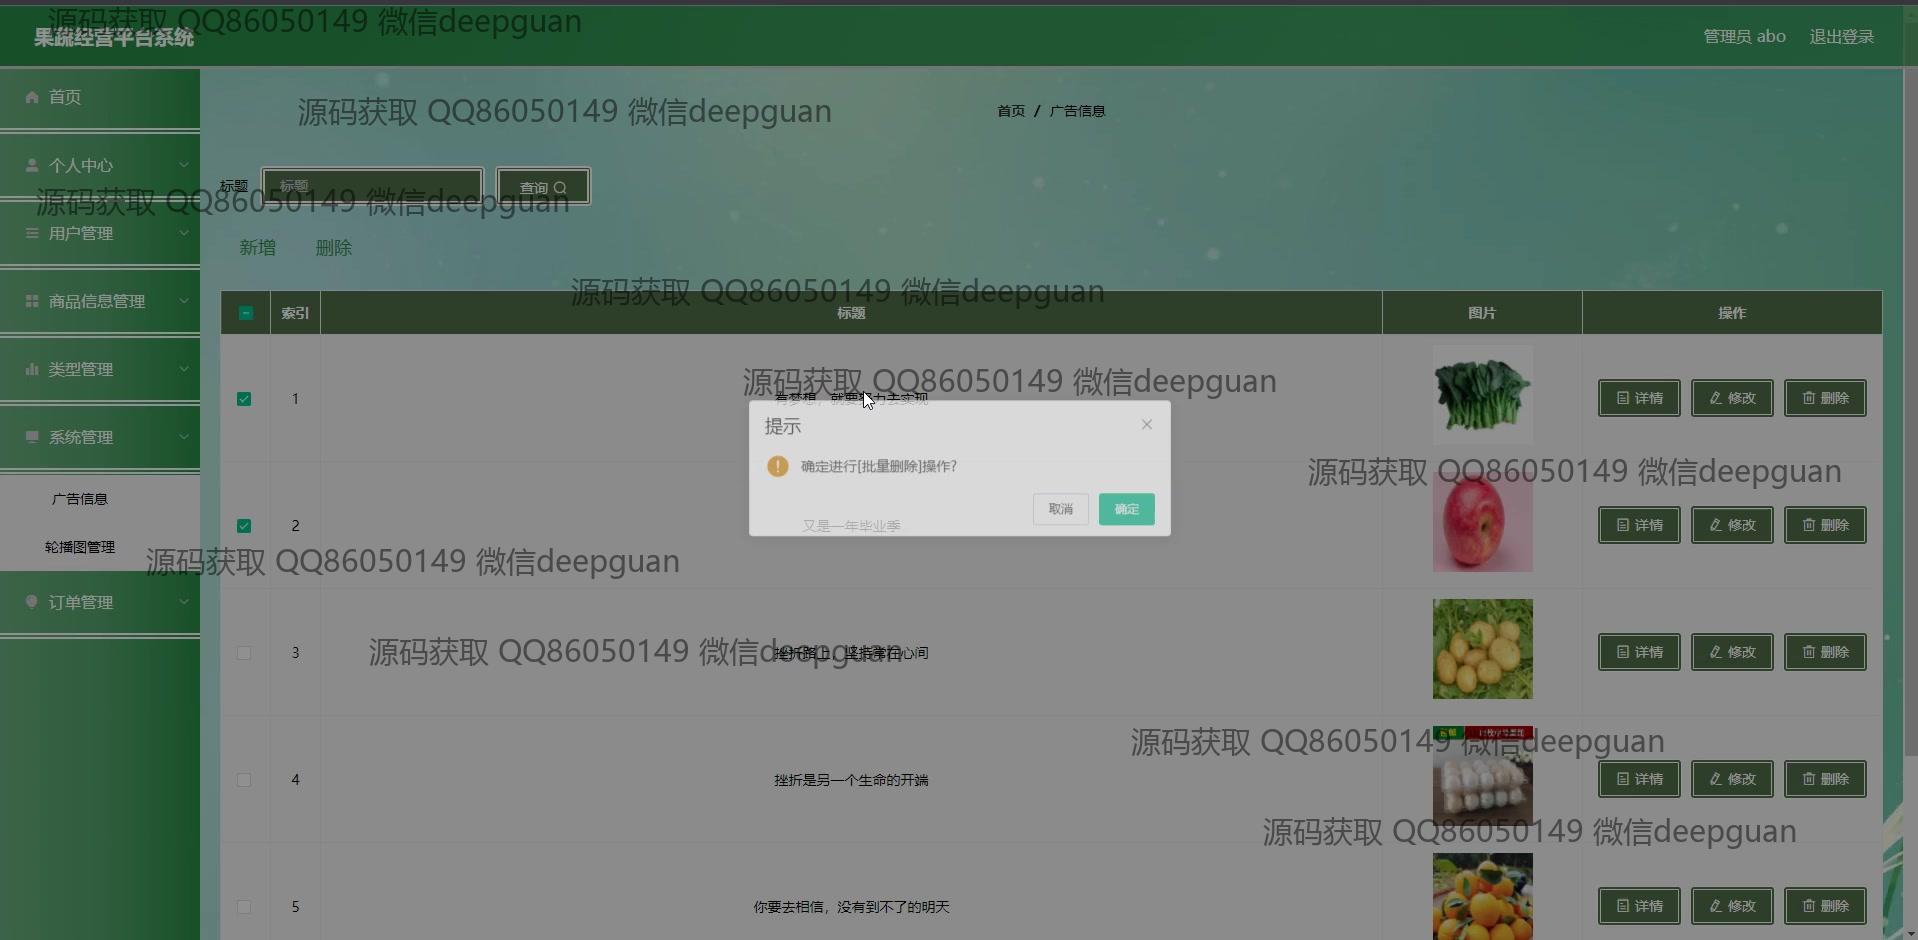 源码获取 QQ86050149 微信deepguan
果蔬经营平台系统
管理员 abo 退出登录
首页
源码获取 QQ86050149 微信deepguan
首页 / 广告信息
个人中心
标题 标题 查询
源码获取 QQ86050149 微信deepguan
用户管理
新增 删除
源码获取 QQ86050149 微信deepguan
商品信息管理
索引 标题 图片 操作
类型管理
源码获取 QQ86050149 微信deepguan
1 有梦想，就要努力去实现 详情 修改 删除
提示
系统管理
确定进行[批量删除]操作?
源码获取 QQ86050149 微信deepguan
广告信息
取消 确定
2 又是一年毕业季 详情 修改 删除
轮播图管理
源码获取 QQ86050149 微信deepguan
订单管理
源码获取 QQ86050149 微信deepguan
3 详情 修改 删除
源码获取 QQ86050149 微信deepguan
4 挫折是另一个生命的开端 详情 修改 删除
源码获取 QQ86050149 微信deepguan
5 你要去相信，没有到不了的明天 详情 修改 删除